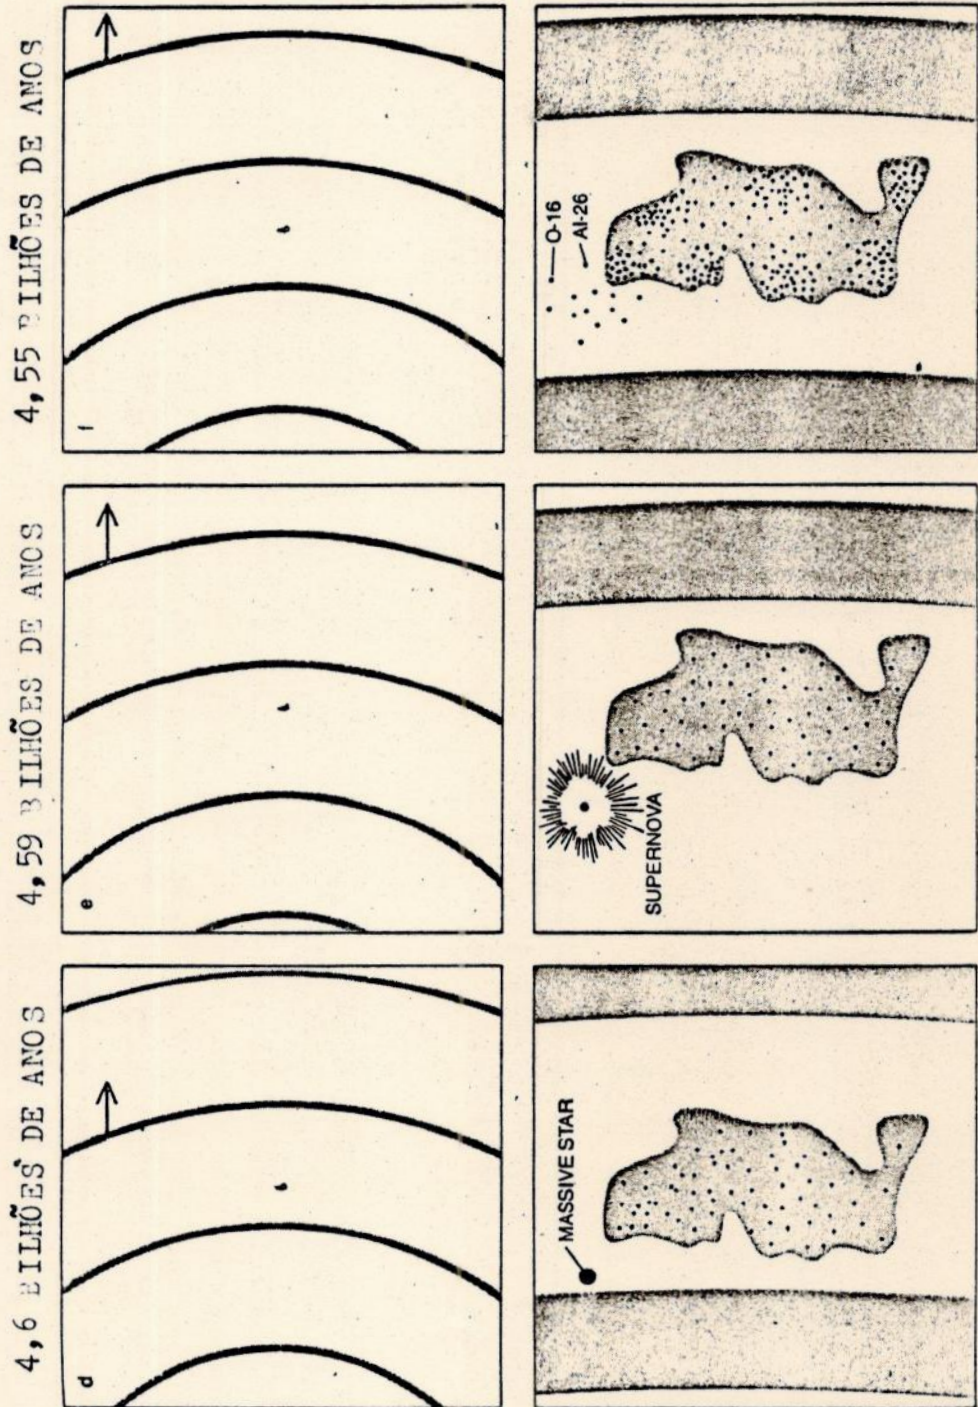 4,6 BILHÕES DE ANOS
d
MASSIVE STAR
4,59 BILHÕES DE ANOS
e
SUPERNOVA
4,55 BILHÕES DE ANOS
f
O-16
Al-26